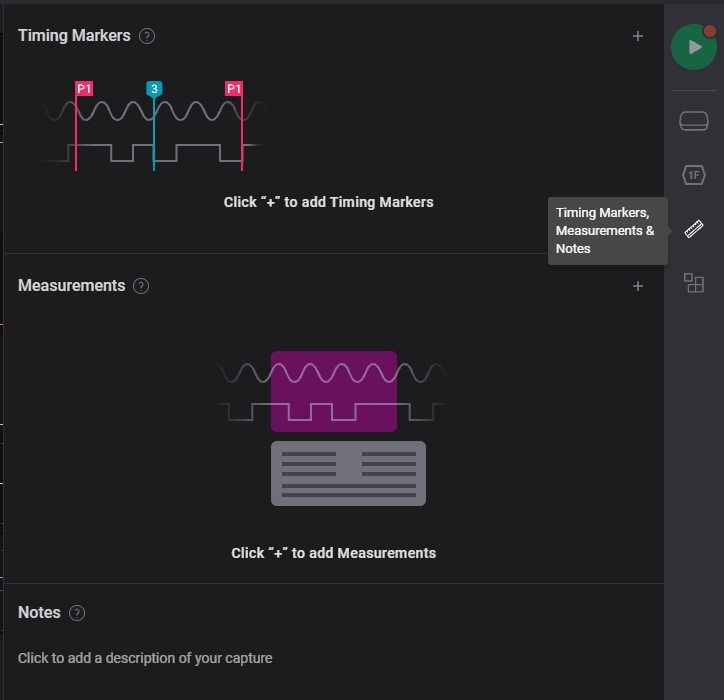 Timing Markers ?
+
P1 3 P1
Click “+” to add Timing Markers
1F
Timing Markers,
Measurements &
Notes
Measurements ?
+
Click “+” to add Measurements
Notes ?
Click to add a description of your capture